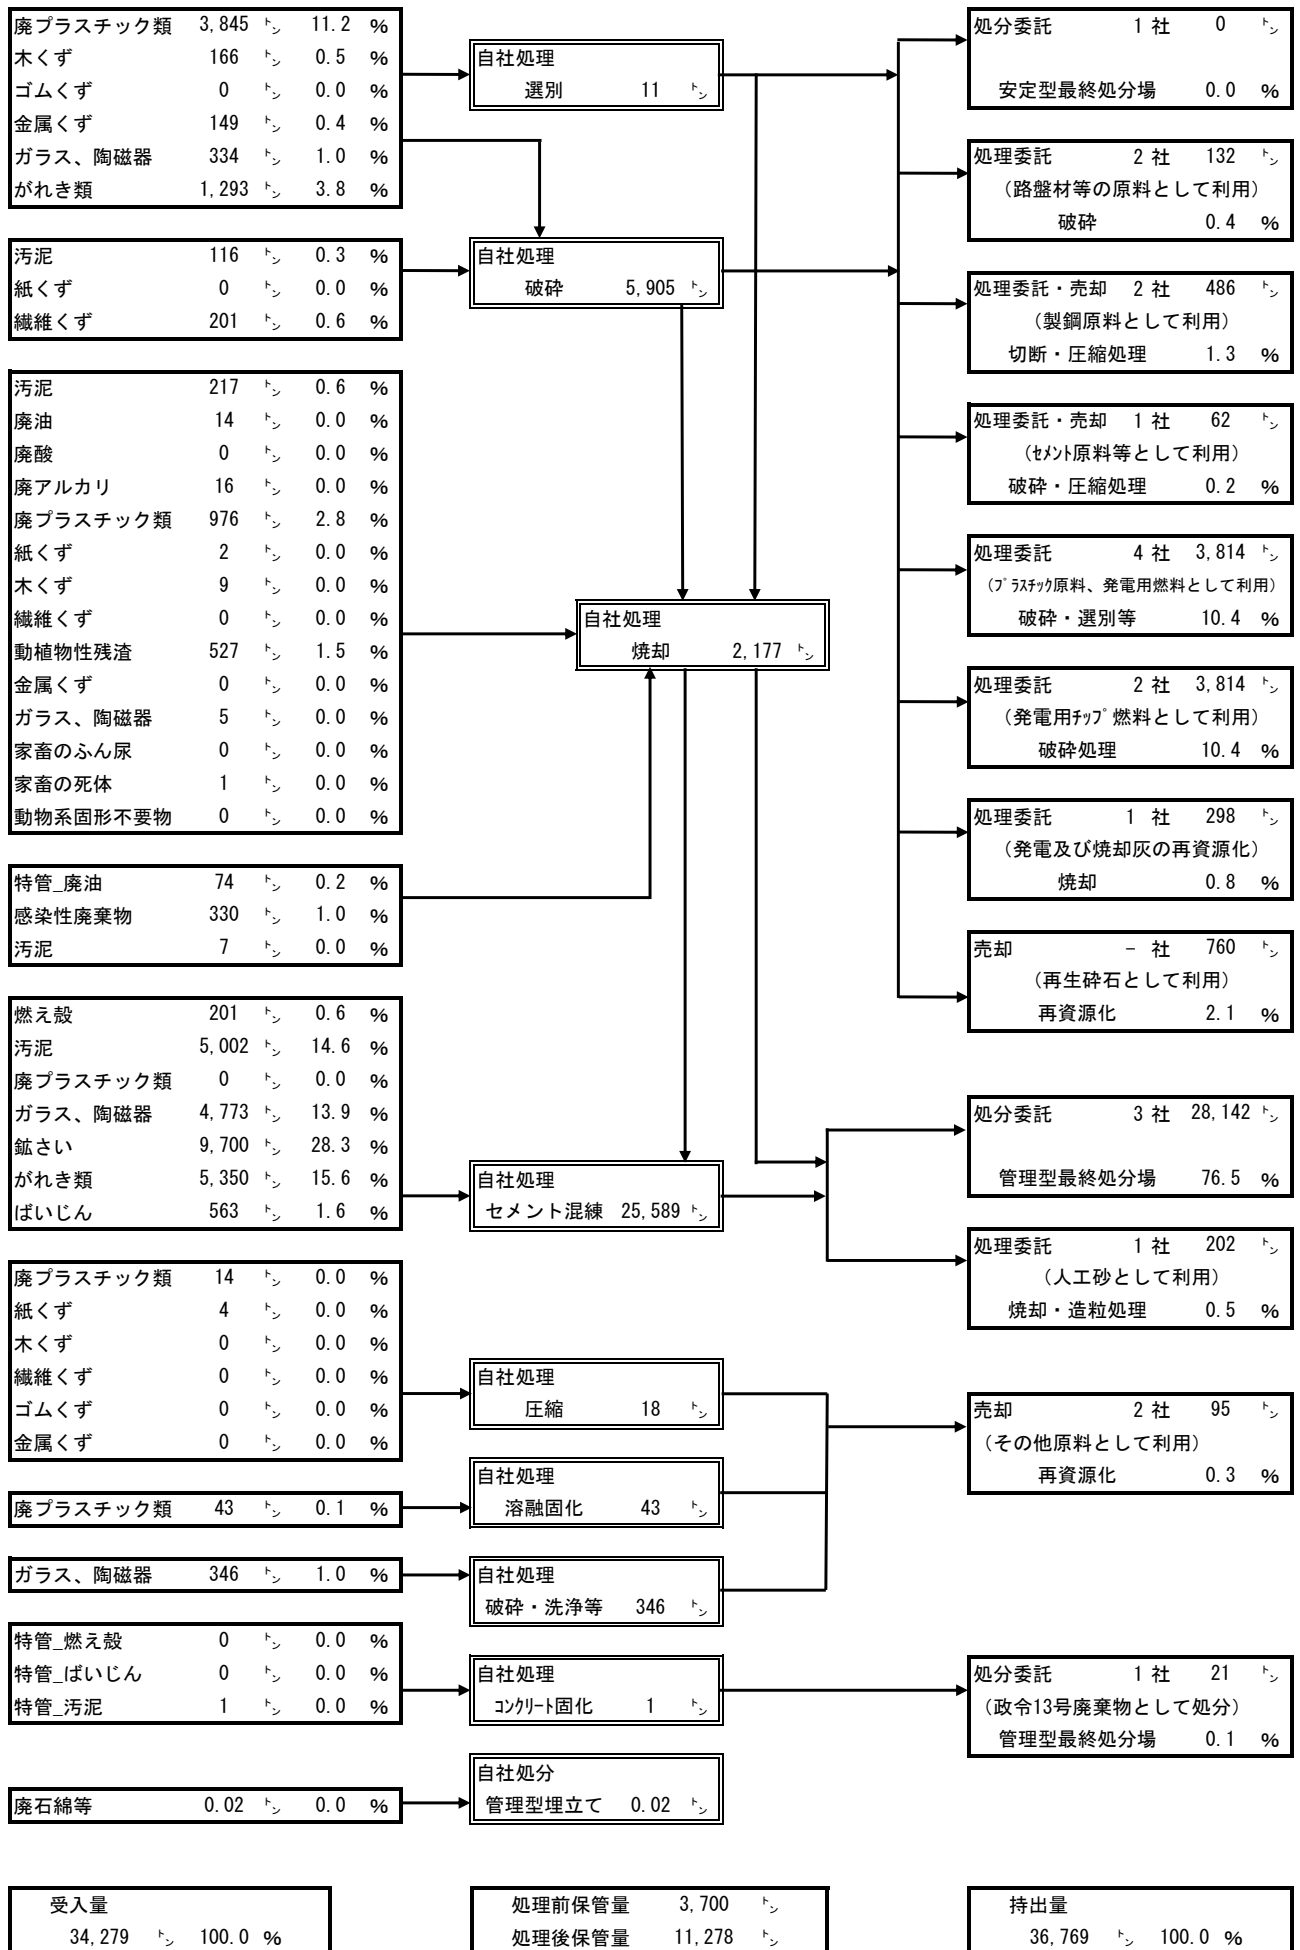 廃プラスチック類 3,845 トン 11.2 %
木くず 166 トン 0.5 %
ゴムくず 0 トン 0.0 %
金属くず 149 トン 0.4 %
ガラス、陶磁器 334 トン 1.0 %
がれき類 1,293 トン 3.8 %
汚泥 116 トン 0.3 %
紙くず 0 トン 0.0 %
繊維くず 201 トン 0.6 %
汚泥 217 トン 0.6 %
廃油 14 トン 0.0 %
廃酸 0 トン 0.0 %
廃アルカリ 16 トン 0.0 %
廃プラスチック類 976 トン 2.8 %
紙くず 2 トン 0.0 %
木くず 9 トン 0.0 %
繊維くず 0 トン 0.0 %
動植物性残渣 527 トン 1.5 %
金属くず 0 トン 0.0 %
ガラス、陶磁器 5 トン 0.0 %
家畜のふん尿 0 トン 0.0 %
家畜の死体 1 トン 0.0 %
動物系固形不要物 0 トン 0.0 %
特管_廃油 74 トン 0.2 %
感染性廃棄物 330 トン 1.0 %
汚泥 7 トン 0.0 %
燃え殻 201 トン 0.6 %
汚泥 5,002 トン 14.6 %
廃プラスチック類 0 トン 0.0 %
ガラス、陶磁器 4,773 トン 13.9 %
鉱さい 9,700 トン 28.3 %
がれき類 5,350 トン 15.6 %
ばいじん 563 トン 1.6 %
廃プラスチック類 14 トン 0.0 %
紙くず 4 トン 0.0 %
木くず 0 トン 0.0 %
繊維くず 0 トン 0.0 %
ゴムくず 0 トン 0.0 %
金属くず 0 トン 0.0 %
廃プラスチック類 43 トン 0.1 %
ガラス、陶磁器 346 トン 1.0 %
特管_燃え殻 0 トン 0.0 %
特管_ばいじん 0 トン 0.0 %
特管_汚泥 1 トン 0.0 %
廃石綿等 0.02 トン 0.0 %
受入量
34,279 トン 100.0 %
自社処理
選別 11 トン
自社処理
破砕 5,905 トン
自社処理
焼却 2,177 トン
自社処理
セメント混練 25,589 トン
自社処理
圧縮 18 トン
自社処理
溶融固化 43 トン
自社処理
破砕・洗浄等 346 トン
自社処理
コンクリート固化 1 トン
自社処分
管理型埋立て 0.02 トン
処理前保管量 3,700 トン
処理後保管量 11,278 トン
処分委託 1 社 0 トン
安定型最終処分場 0.0 %
処理委託 2 社 132 トン
（路盤材等の原料として利用）
破砕 0.4 %
処理委託・売却 2 社 486 トン
（製鋼原料として利用）
切断・圧縮処理 1.3 %
処理委託・売却 1 社 62 トン
（セメント原料等として利用）
破砕・圧縮処理 0.2 %
処理委託 4 社 3,814 トン
（プラスチック原料、発電用燃料として利用）
破砕・選別等 10.4 %
処理委託 2 社 3,814 トン
（発電用チップ燃料として利用）
破砕処理 10.4 %
処理委託 1 社 298 トン
（発電及び焼却灰の再資源化）
焼却 0.8 %
売却 － 社 760 トン
（再生砕石として利用）
再資源化 2.1 %
処分委託 3 社 28,142 トン
管理型最終処分場 76.5 %
処理委託 1 社 202 トン
（人工砂として利用）
焼却・造粒処理 0.5 %
売却 2 社 95 トン
（その他原料として利用）
再資源化 0.3 %
処分委託 1 社 21 トン
（政令13号廃棄物として処分）
管理型最終処分場 0.1 %
持出量
36,769 トン 100.0 %